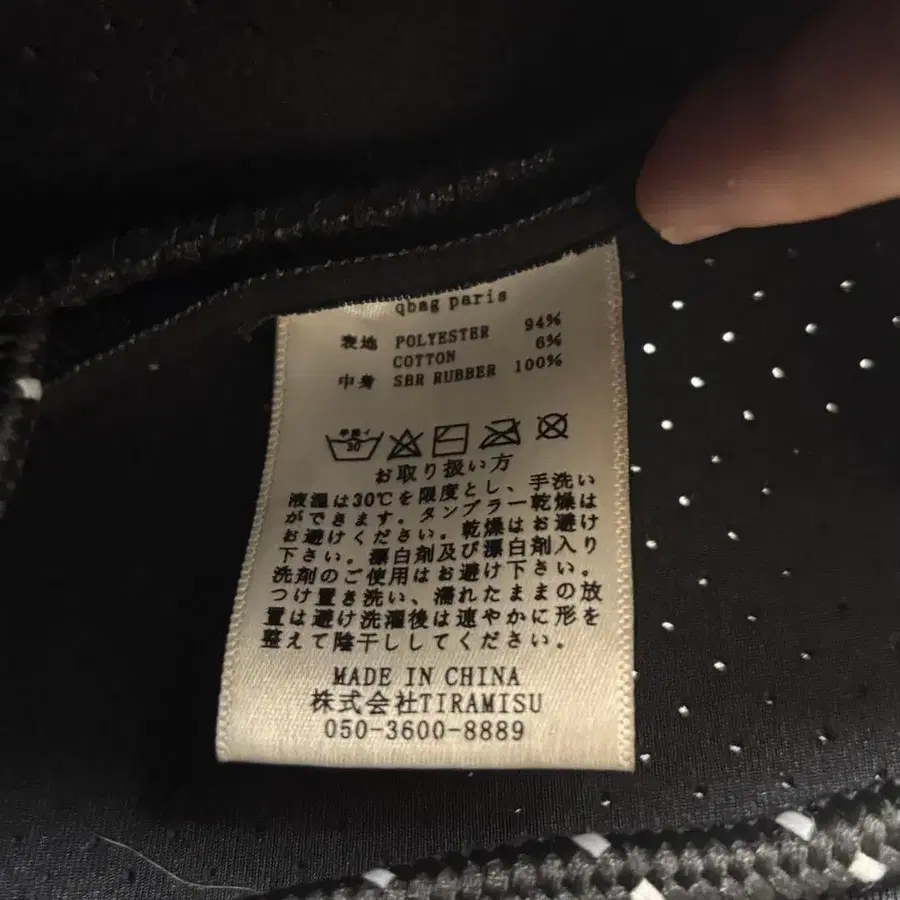 qbag paris
表地 POLYESTER 94%
COTTON 6%
中身 SBR RUBBER 100%
手洗イ
30
お取り扱い方
液温は30℃を限度とし、手洗い
ができます。タンブラー乾燥は
お避けください。乾燥はお避け
下さい。漂白剤及び漂白剤入り
洗剤のご使用はお避け下さい。
つけ置き洗い、濡れたままの放
置は避け洗濯後は速やかに形を
整えて陰干ししてください。
MADE IN CHINA
株式会社TIRAMISU
050-3600-8889